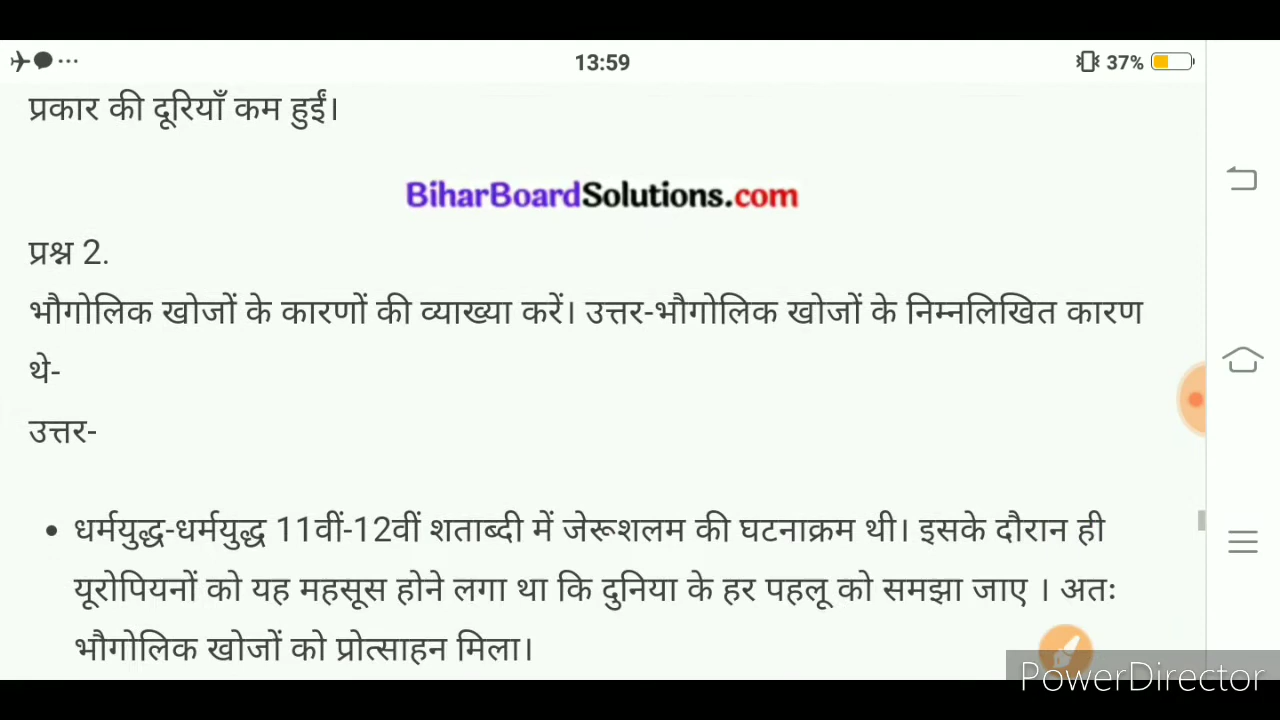 13:59
37%
प्रकार की दूरियाँ कम हुईं।
BiharBoardSolutions.com
प्रश्न 2.
भौगोलिक खोजों के कारणों की व्याख्या करें। उत्तर-भौगोलिक खोजों के निम्नलिखित कारण
थे-
उत्तर-
• धर्मयुद्ध-धर्मयुद्ध 11वीं-12वीं शताब्दी में जेरूशलम की घटनाक्रम थी। इसके दौरान ही
यूरोपियनों को यह महसूस होने लगा था कि दुनिया के हर पहलू को समझा जाए । अतः
भौगोलिक खोजों को प्रोत्साहन मिला।
PowerDirector